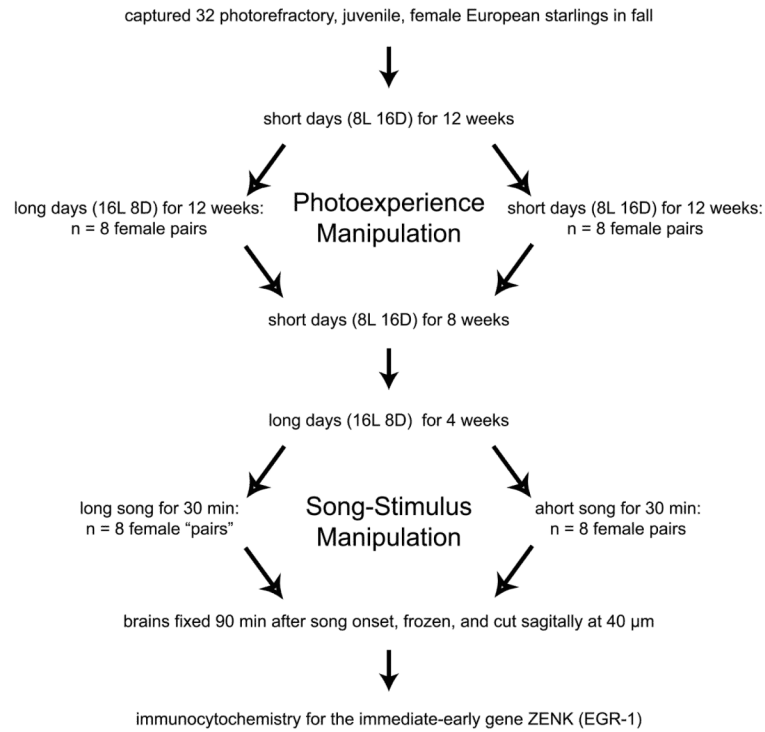 captured 32 photorefractory, juvenile, female European starlings in fall
short days (8L 16D) for 12 weeks
long days (16L 8D) for 12 weeks:
n = 8 female pairs
Photoexperience
Manipulation
short days (8L 16D) for 12 weeks:
n = 8 female pairs
short days (8L 16D) for 8 weeks
long days (16L 8D)  for 4 weeks
long song for 30 min:
n = 8 female “pairs”
Song-Stimulus
Manipulation
ahort song for 30 min:
n = 8 female pairs
brains fixed 90 min after song onset, frozen, and cut sagitally at 40 µm
immunocytochemistry for the immediate-early gene ZENK (EGR-1)